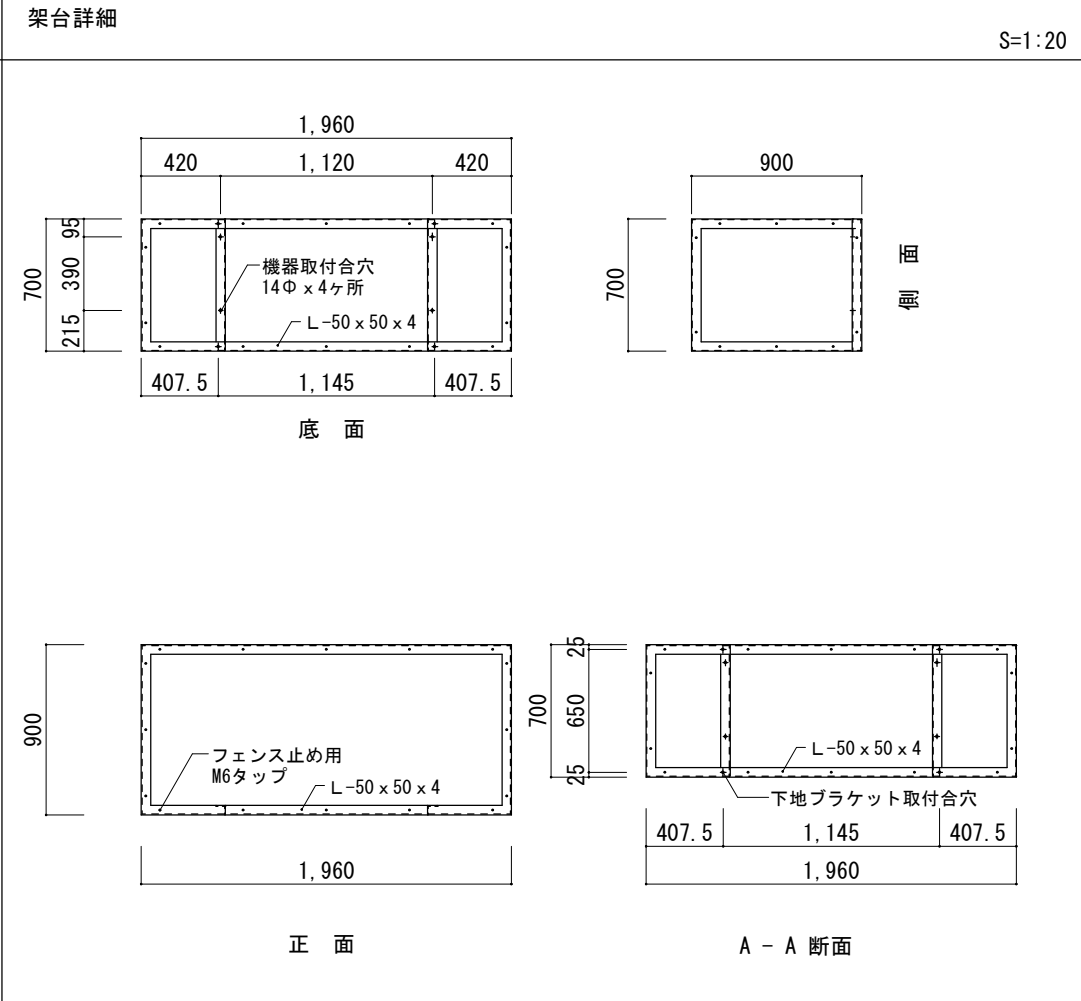 架台詳細
S=1:20
1,960
420
1,120
420
95
390
215
700
機器取付合穴
14Φ x 4ヶ所
L-50 x 50 x 4
407.5
1,145
407.5
底 面
900
700
側 面
900
フェンス止め用
M6タップ
L-50 x 50 x 4
1,960
正 面
25
650
25
700
L-50 x 50 x 4
下地ブラケット取付合穴
407.5
1,145
407.5
1,960
A - A 断面